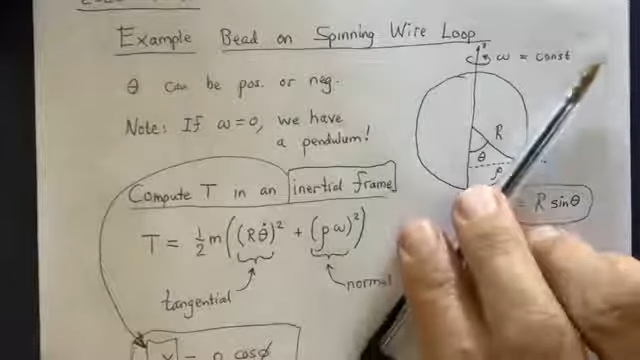 Example Bead on Spinning Wire Loop
θ can be pos. or neg.
Note: If ω=0, we have
a pendulum!
ω = const
R
θ
ρ
= R sinθ
Compute T in an inertial frame
T = 1/2 m((Rθ̇)² + (ρω)²)
tangential
normal
X = ρ cosφ